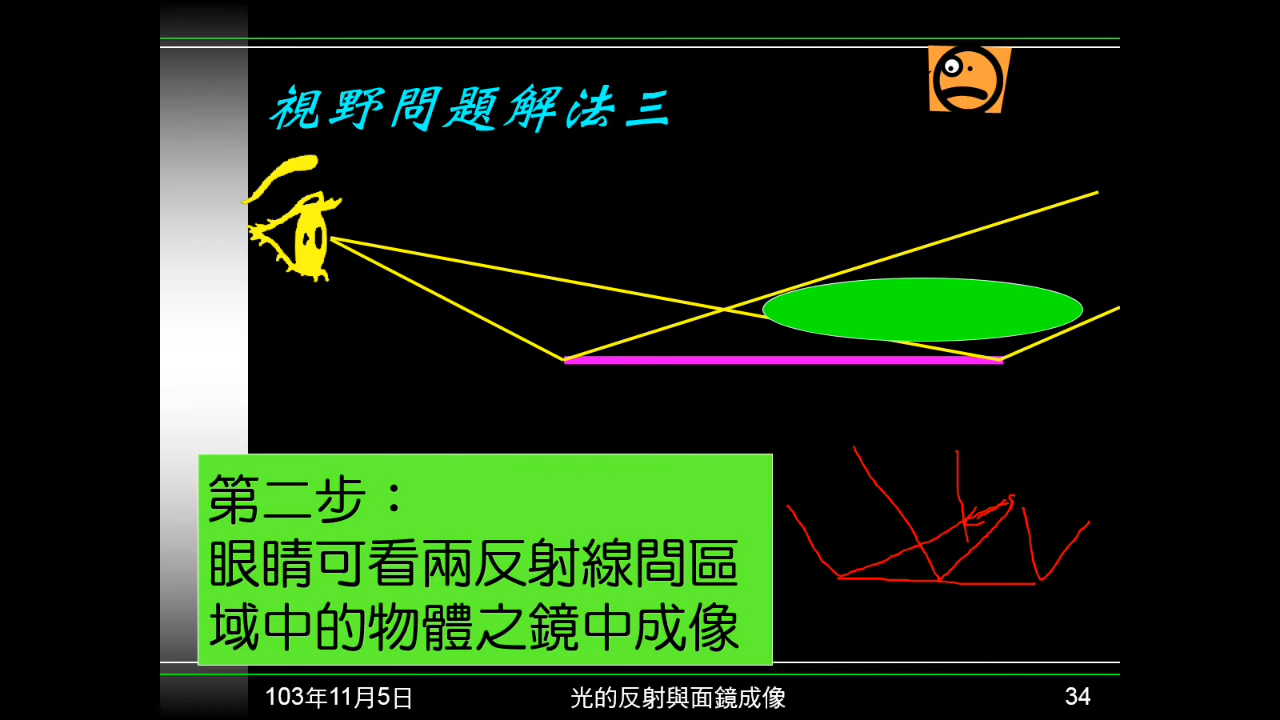 視野問題解法三
第二步：
眼睛可看兩反射線間區
域中的物體之鏡中成像
103年11月5日
光的反射與面鏡成像
34